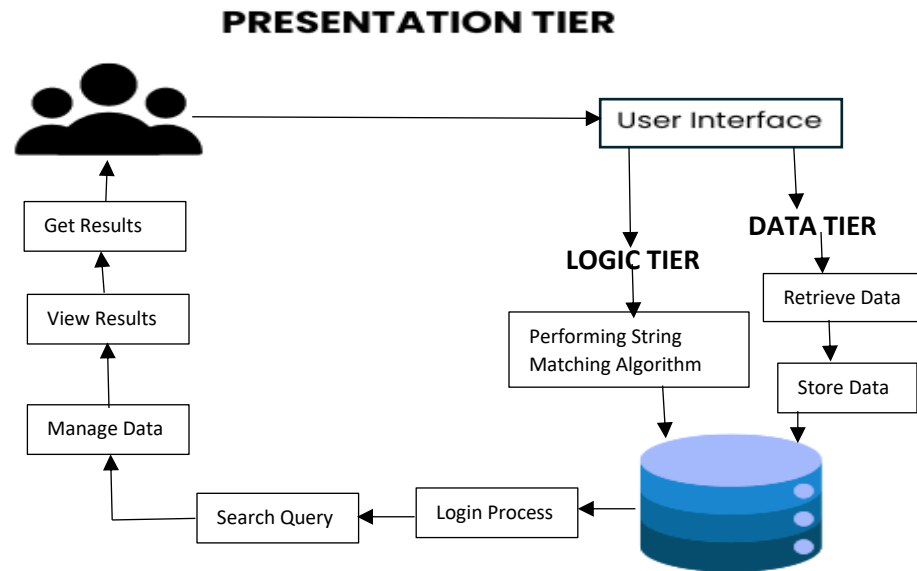 PRESENTATION TIER
User Interface
Get Results
DATA TIER
LOGIC TIER
Retrieve Data
View Results
Performing String
Matching Algorithm
Store Data
Manage Data
Search Query
Login Process